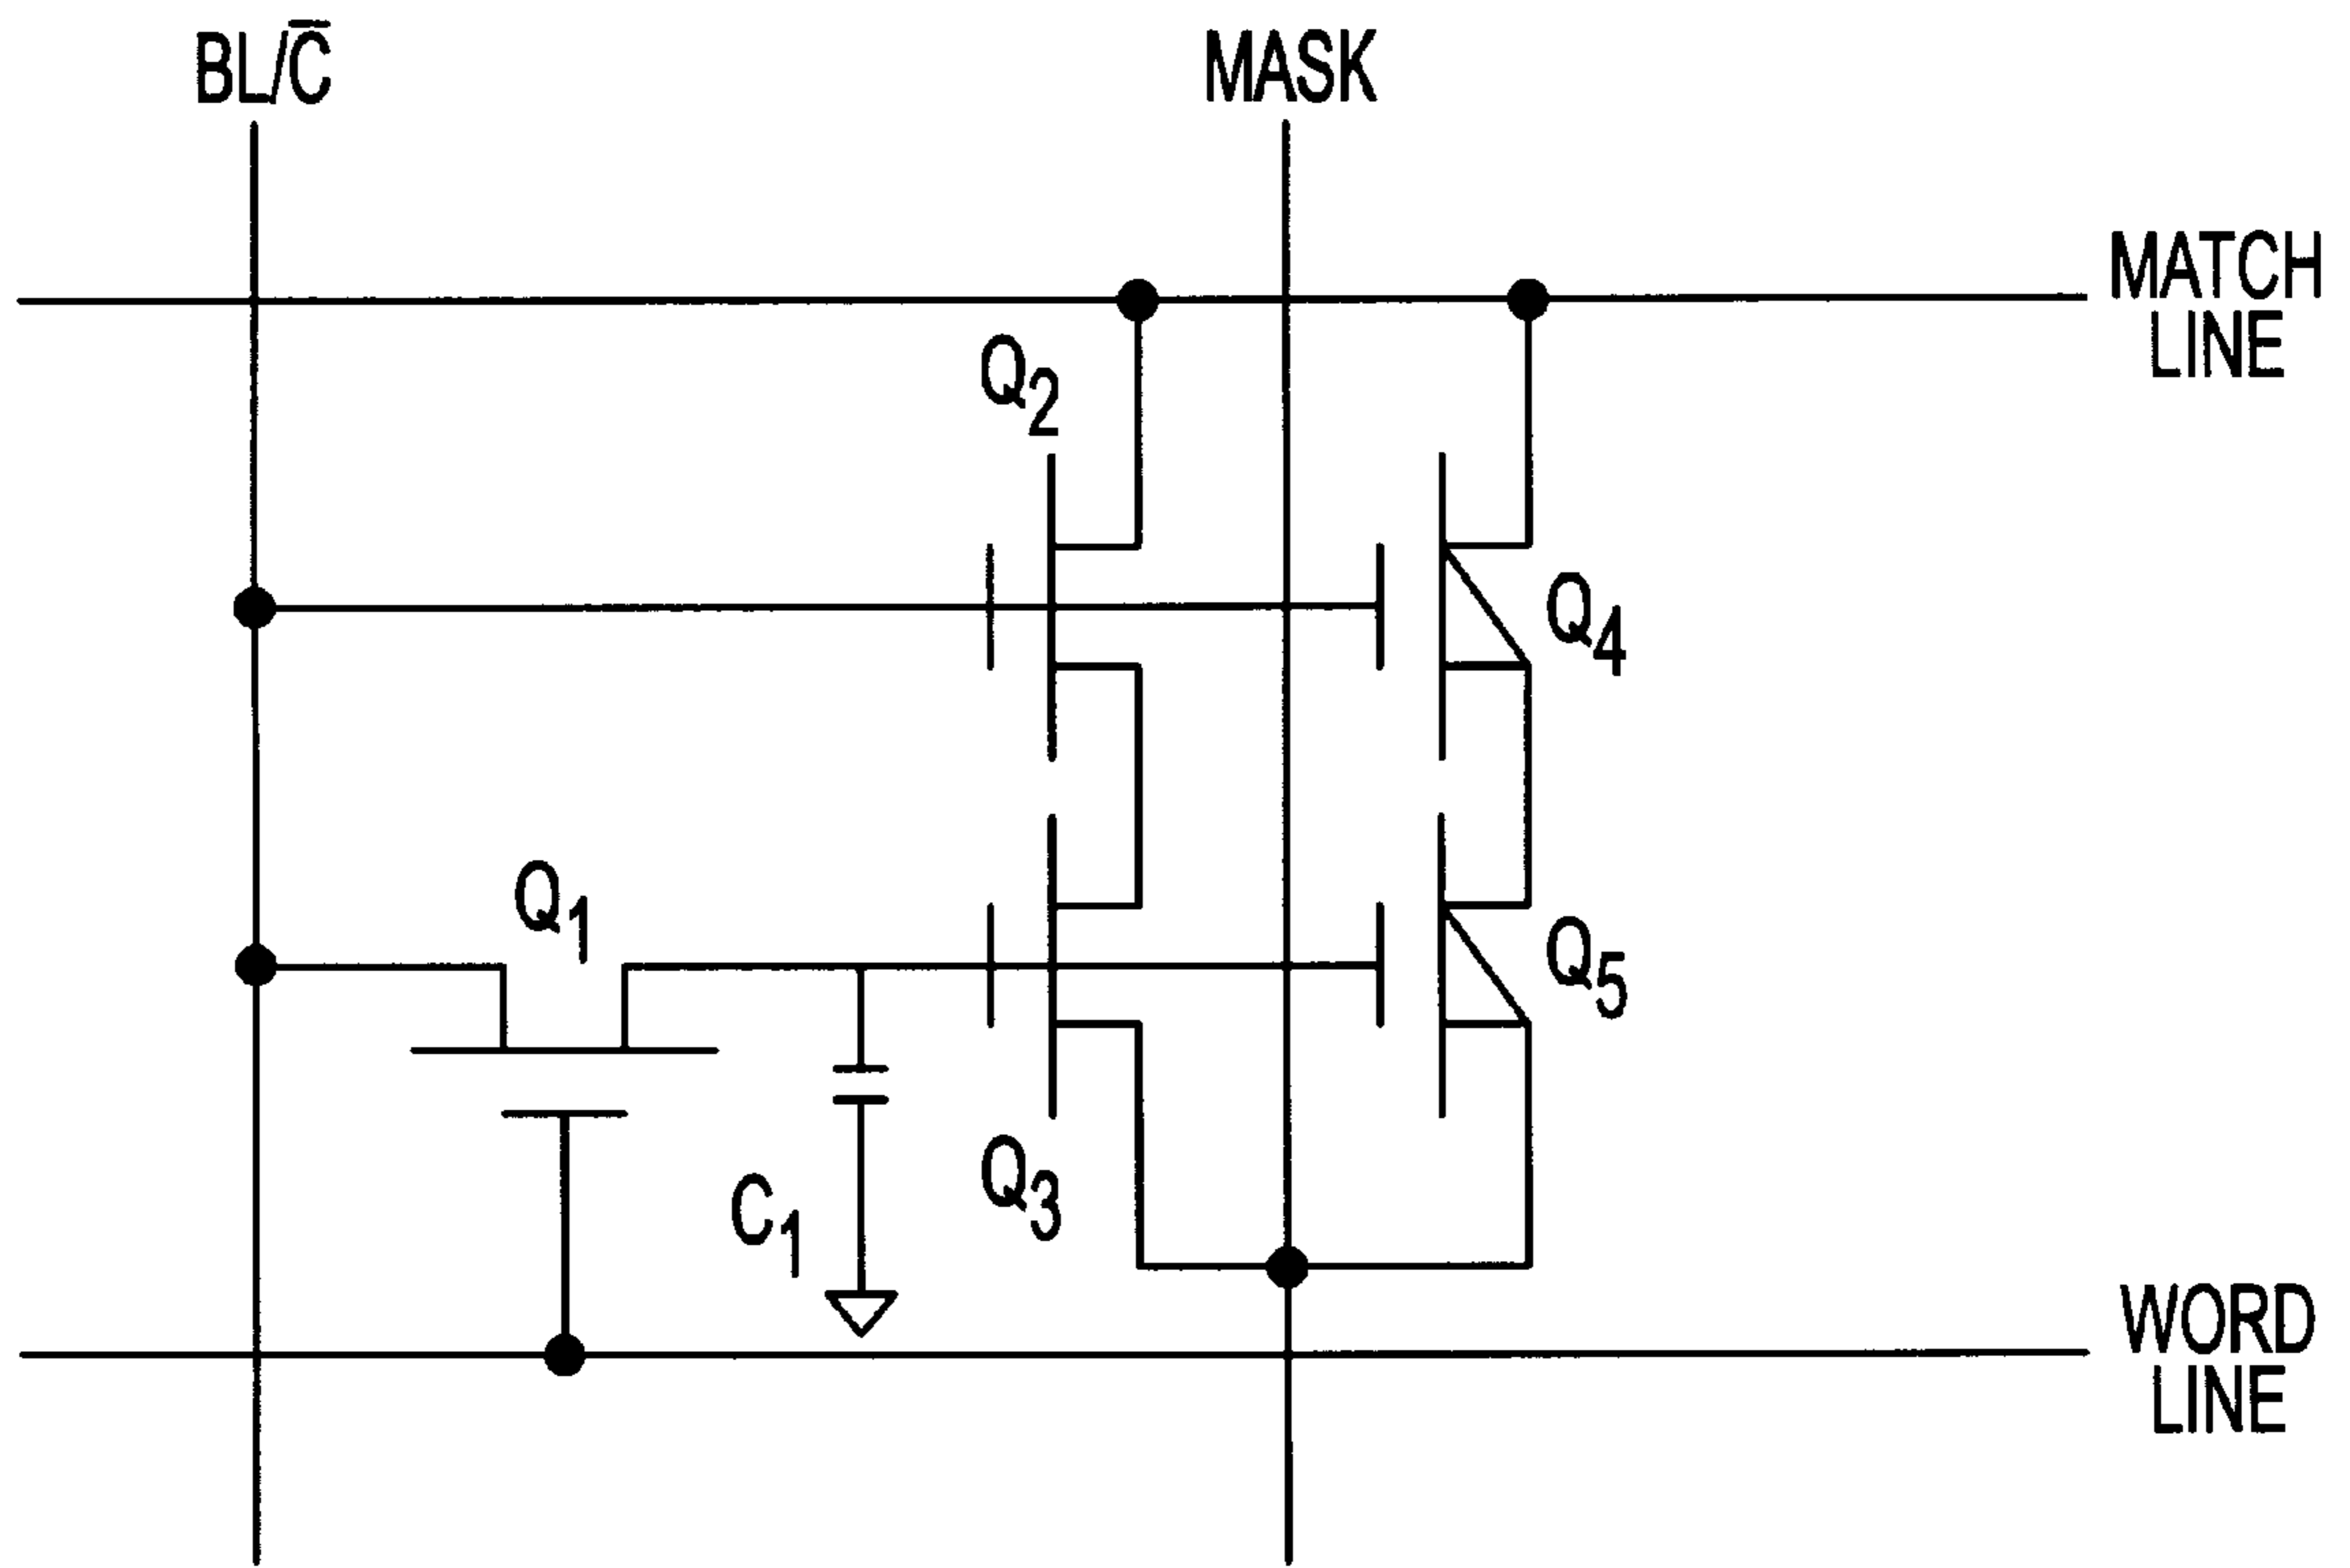 BL/C̅
MASK
MATCH
LINE
Q2
Q4
Q1
Q5
Q3
C1
WORD
LINE